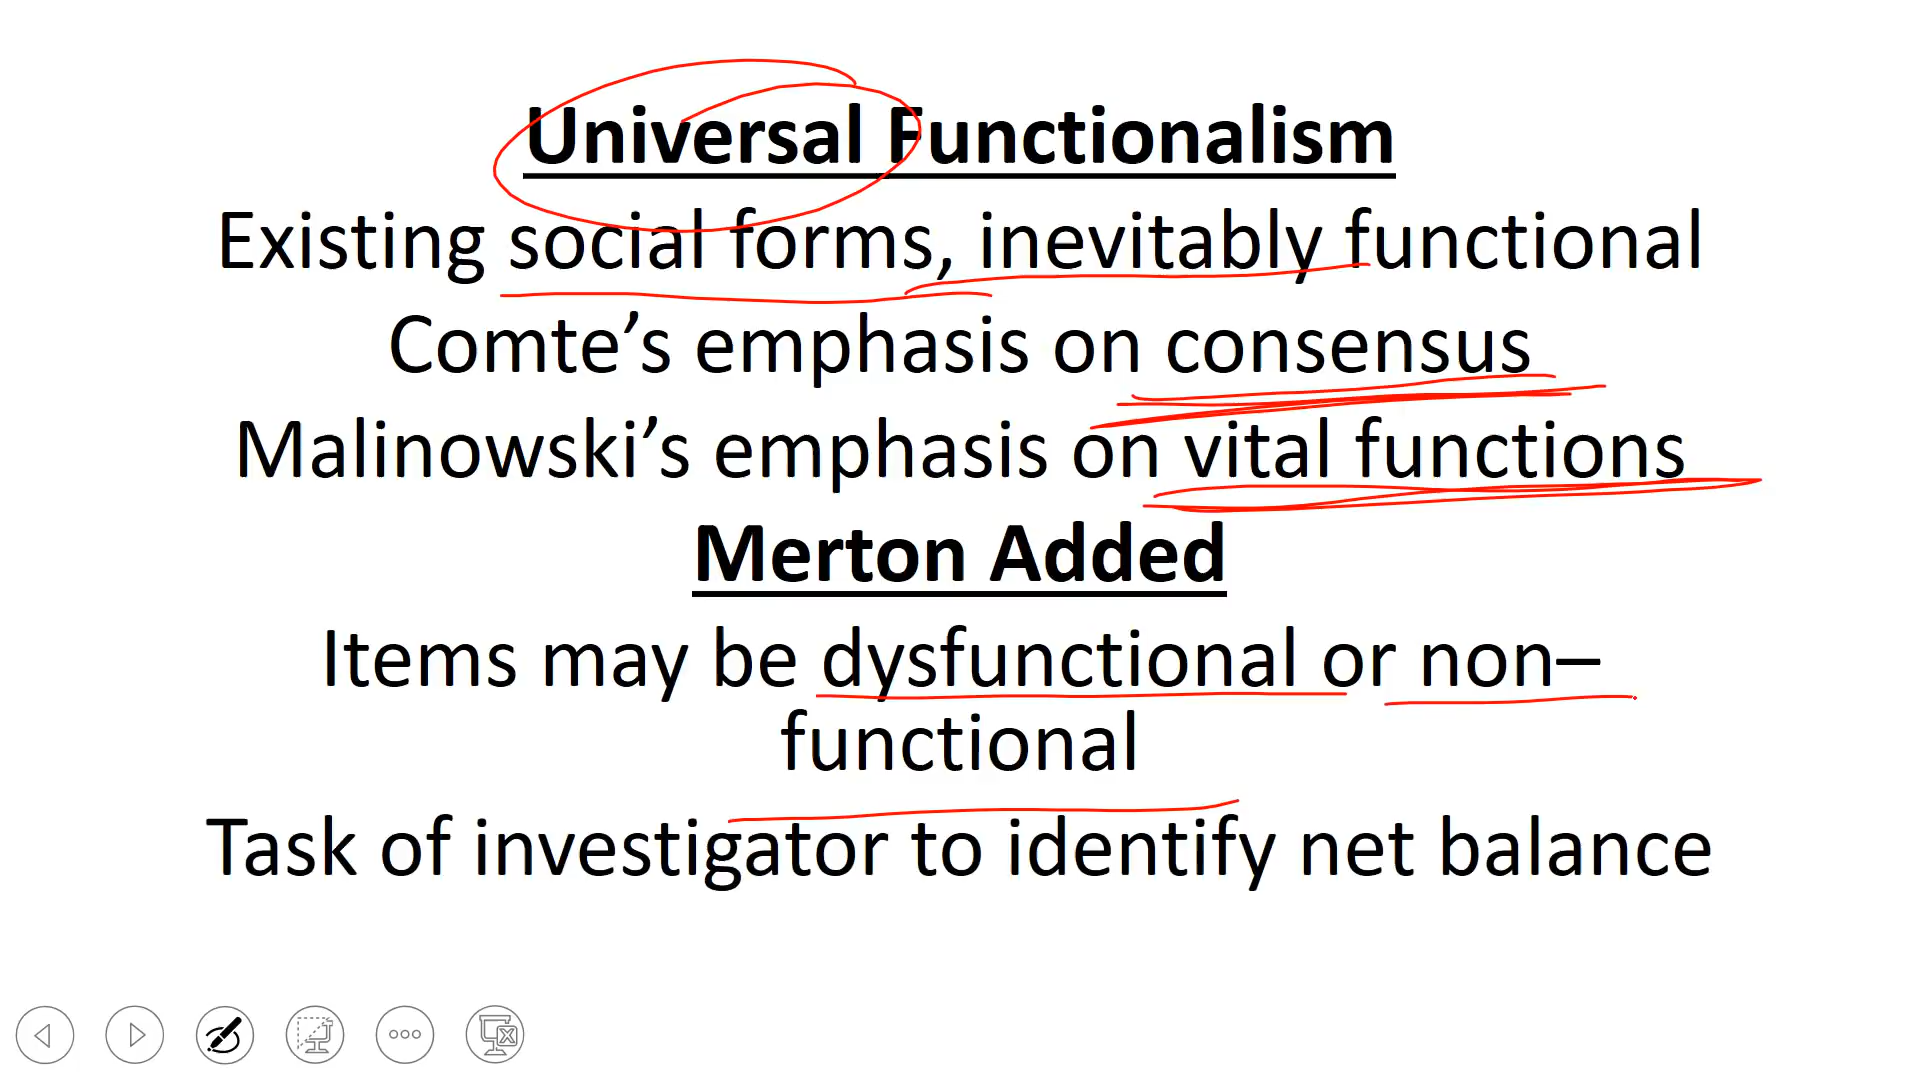 Universal Functionalism
Existing social forms, inevitably functional
Comte’s emphasis on consensus
Malinowski’s emphasis on vital functions
Merton Added
Items may be dysfunctional or non–
functional
Task of investigator to identify net balance